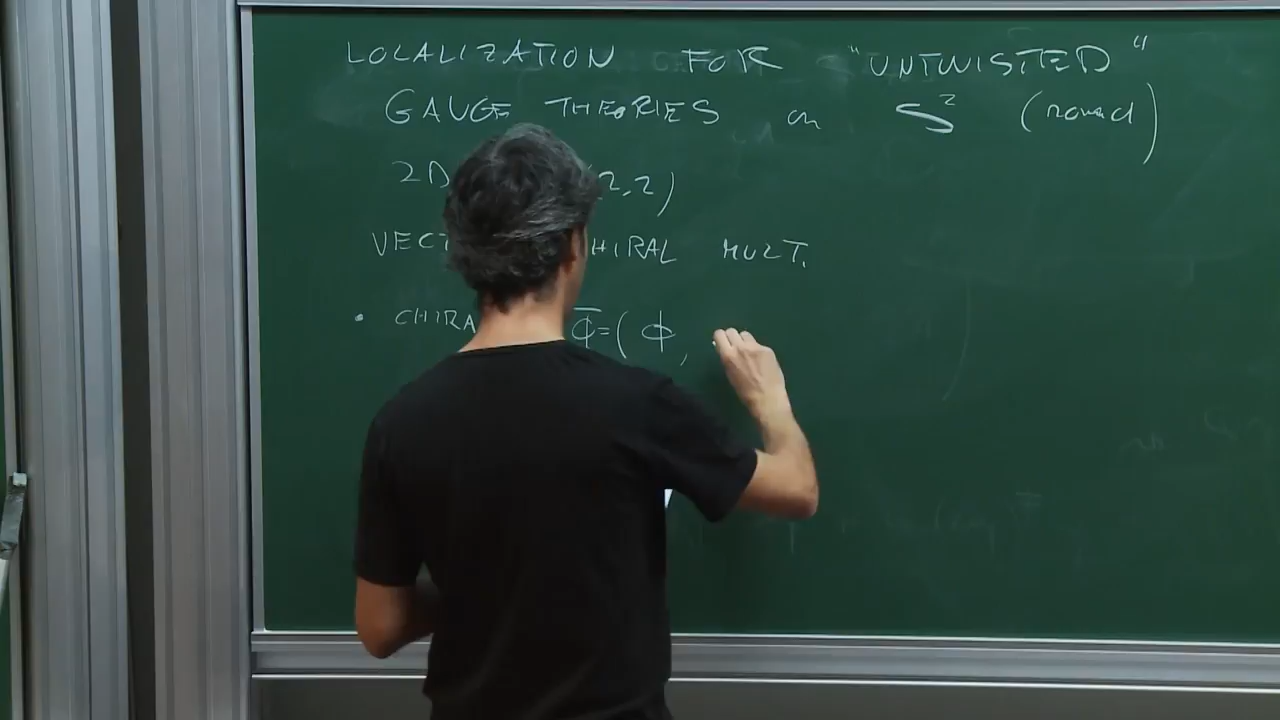 LOCALIZATION FOR "UNTWISTED"
GAUGE THEORIES on S² (round)
2D (2,2)
VECT HIRAL MULT.
• CHIRA Φ̅=( ϕ,